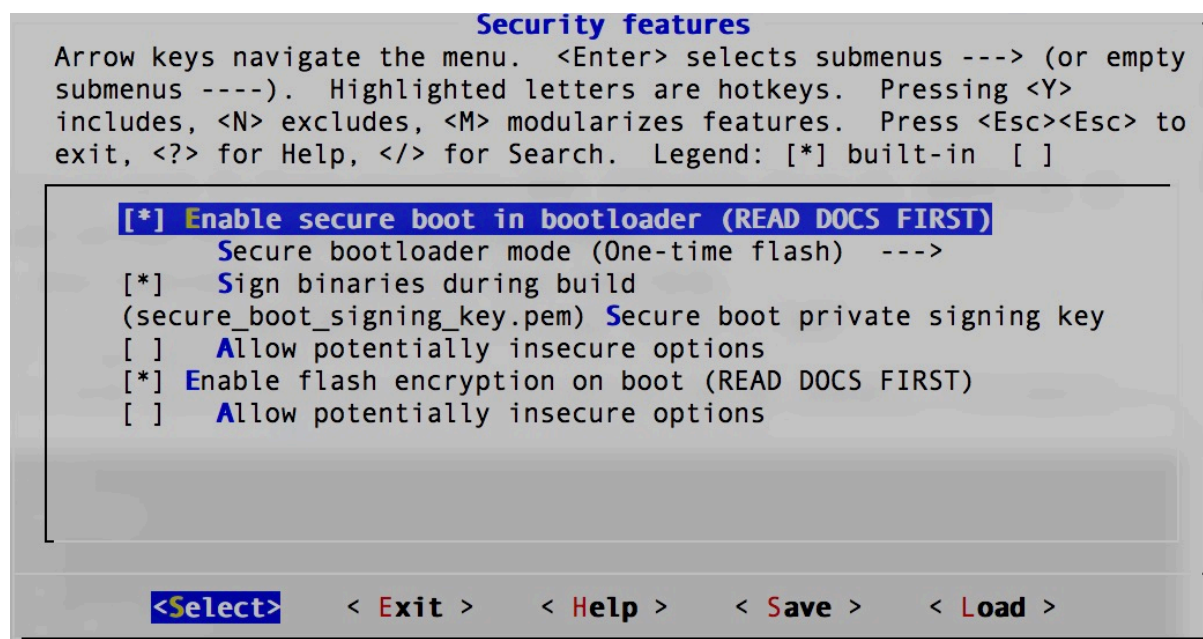 Security features
Arrow keys navigate the menu.  <Enter> selects submenus ---> (or empty
submenus ----).  Highlighted letters are hotkeys.  Pressing <Y>
includes, <N> excludes, <M> modularizes features.  Press <Esc><Esc> to
exit, <?> for Help, </> for Search.  Legend: [*] built-in  [ ]
[*] Enable secure boot in bootloader (READ DOCS FIRST)
Secure bootloader mode (One-time flash)  --->
[*]   Sign binaries during build
(secure_boot_signing_key.pem) Secure boot private signing key
[ ]   Allow potentially insecure options
[*] Enable flash encryption on boot (READ DOCS FIRST)
[ ]   Allow potentially insecure options
<Select>    < Exit >    < Help >    < Save >    < Load >